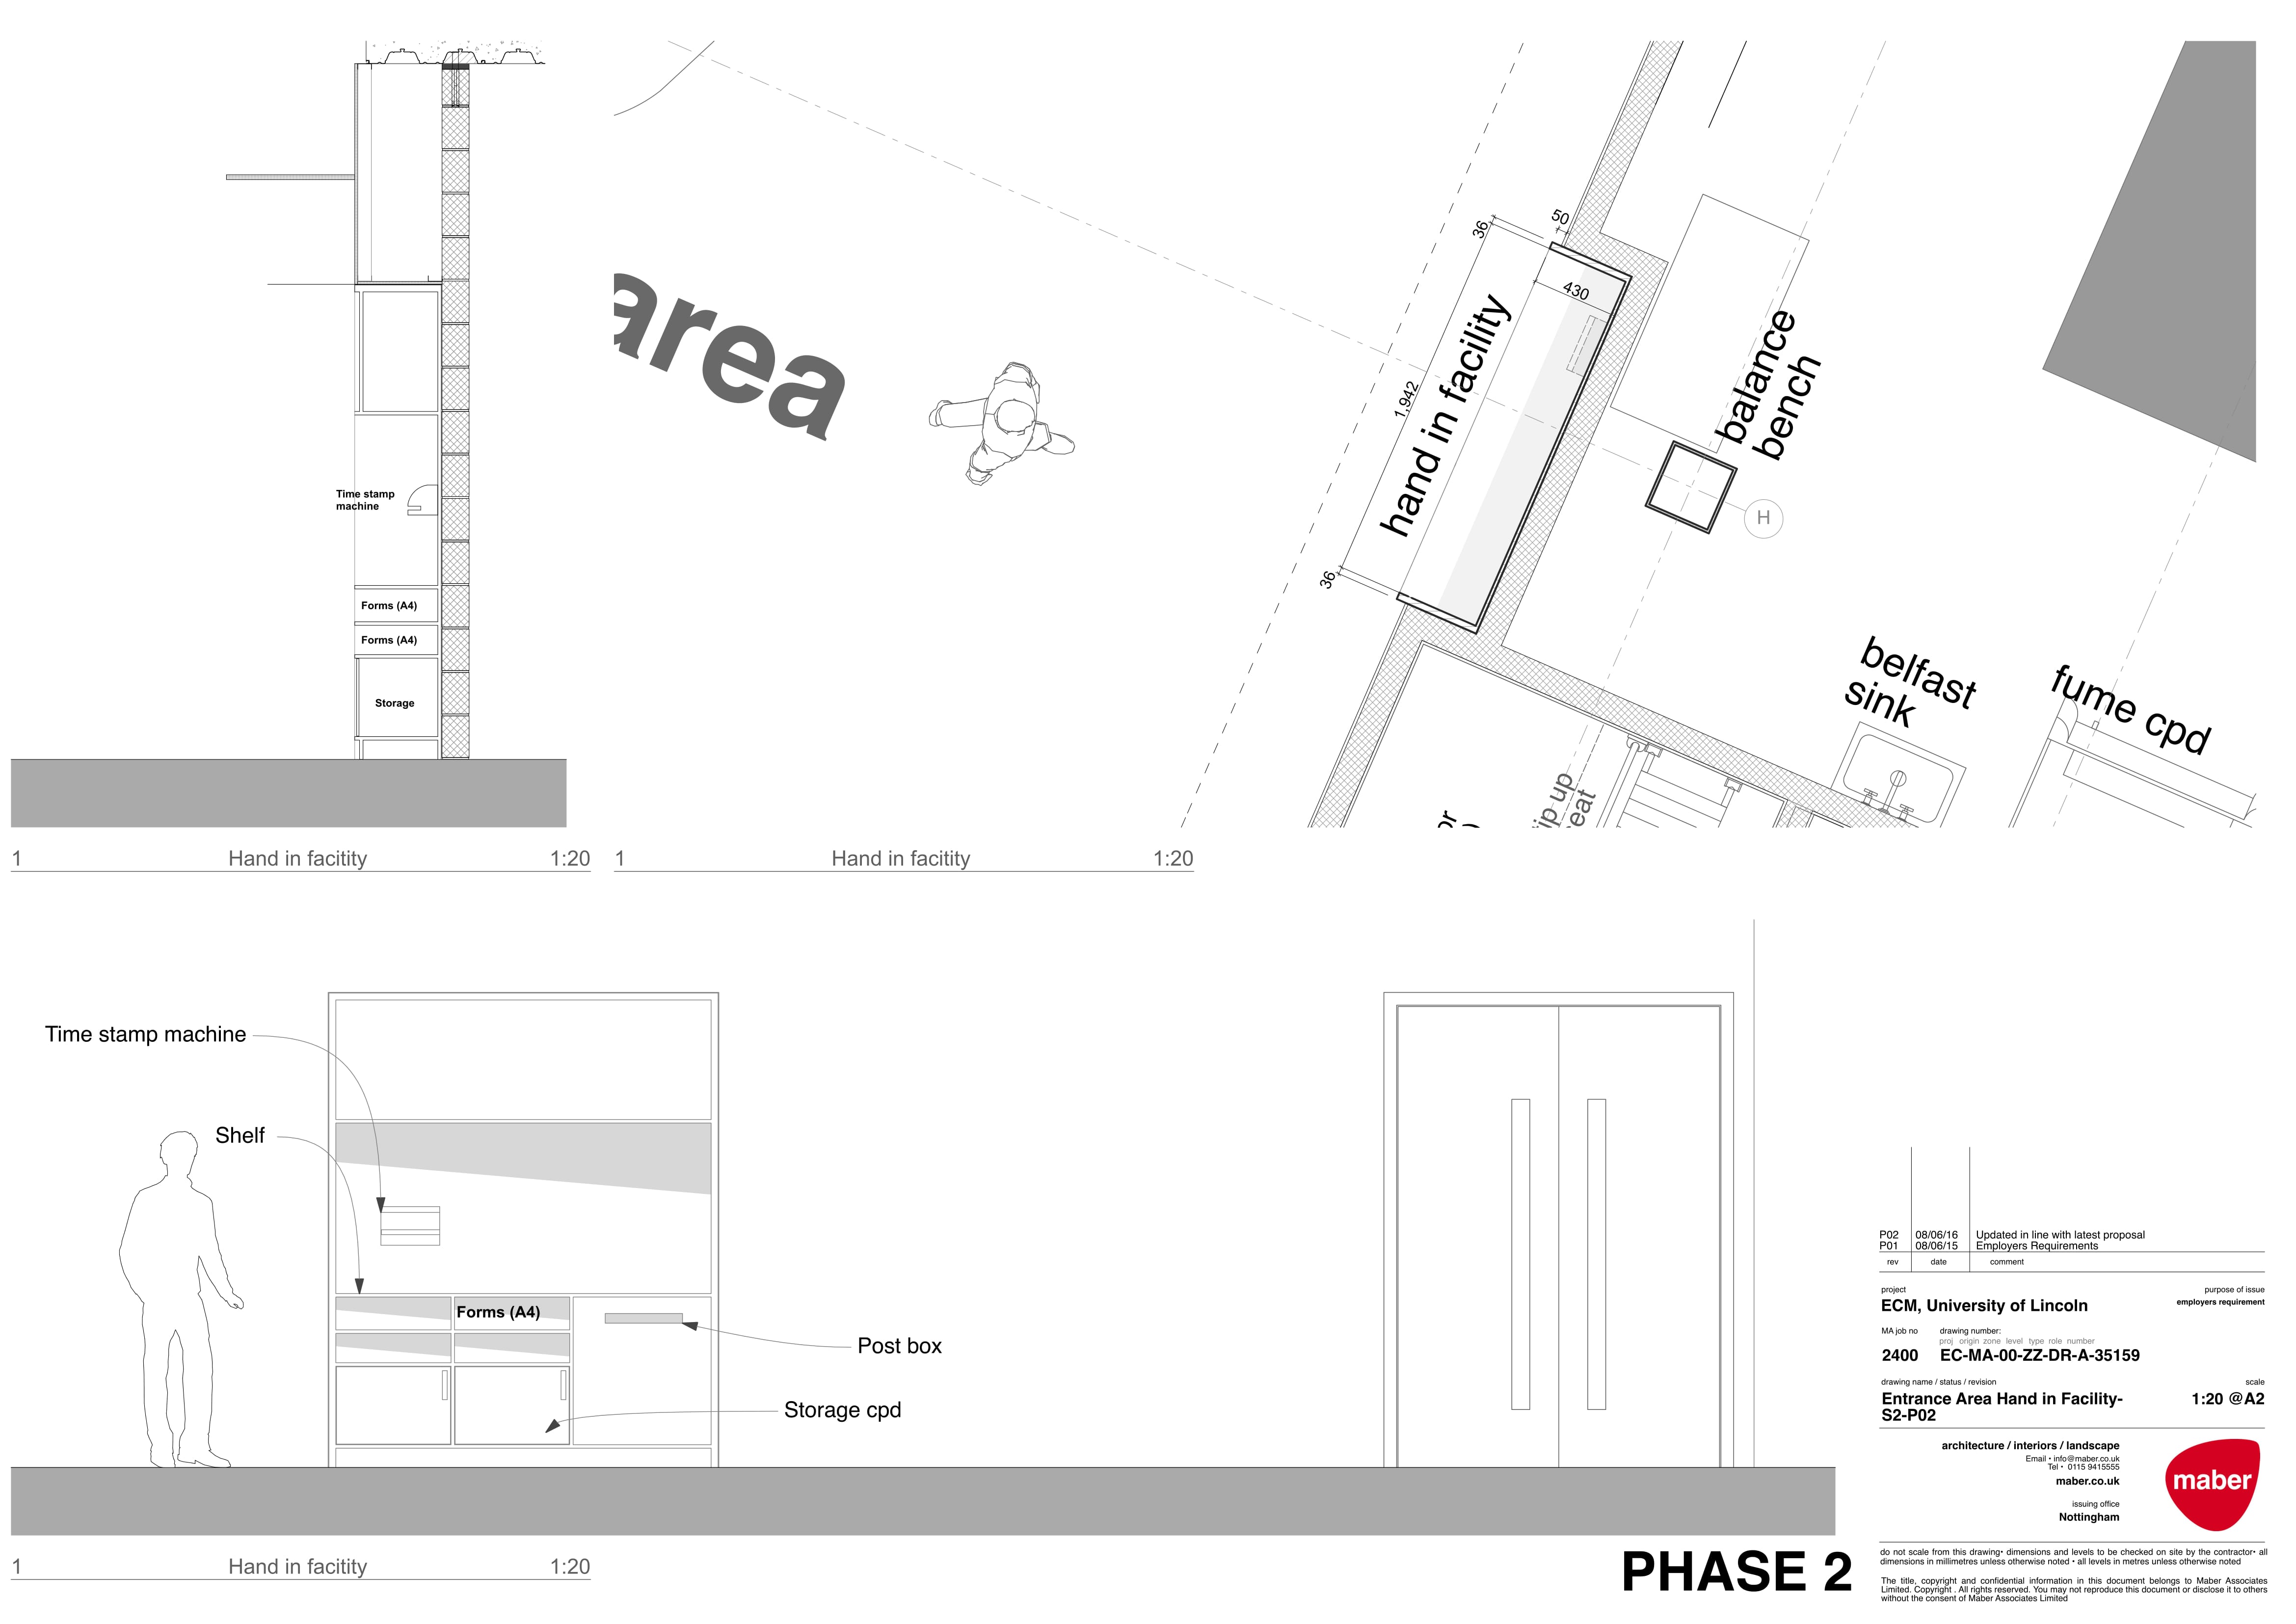 Time stamp
machine
Forms (A4)
Forms (A4)
Storage
1 Hand in facitity 1:20
area
36
50
430
1,942
36
hand in facility
balance
bench
H
belfast
sink
fume cpd
or
ip up
eat
1 Hand in facitity 1:20
Time stamp machine
Shelf
Forms (A4)
Post box
Storage cpd
1 Hand in facitity 1:20
PHASE 2
P02 08/06/16 Updated in line with latest proposal
P01 08/06/15 Employers Requirements
rev date comment
project purpose of issue
ECM, University of Lincoln employers requirement
MA job no drawing number:
proj origin zone level type role number
2400 EC-MA-00-ZZ-DR-A-35159
drawing name / status / revision scale
Entrance Area Hand in Facility- 1:20 @A2
S2-P02
architecture / interiors / landscape
Email • info@maber.co.uk
Tel • 0115 9415555
maber.co.uk
issuing office
Nottingham
maber
do not scale from this drawing• dimensions and levels to be checked on site by the contractor• all
dimensions in millimetres unless otherwise noted • all levels in metres unless otherwise noted
The title, copyright and confidential information in this document belongs to Maber Associates
Limited. Copyright . All rights reserved. You may not reproduce this document or disclose it to others
without the consent of Maber Associates Limited